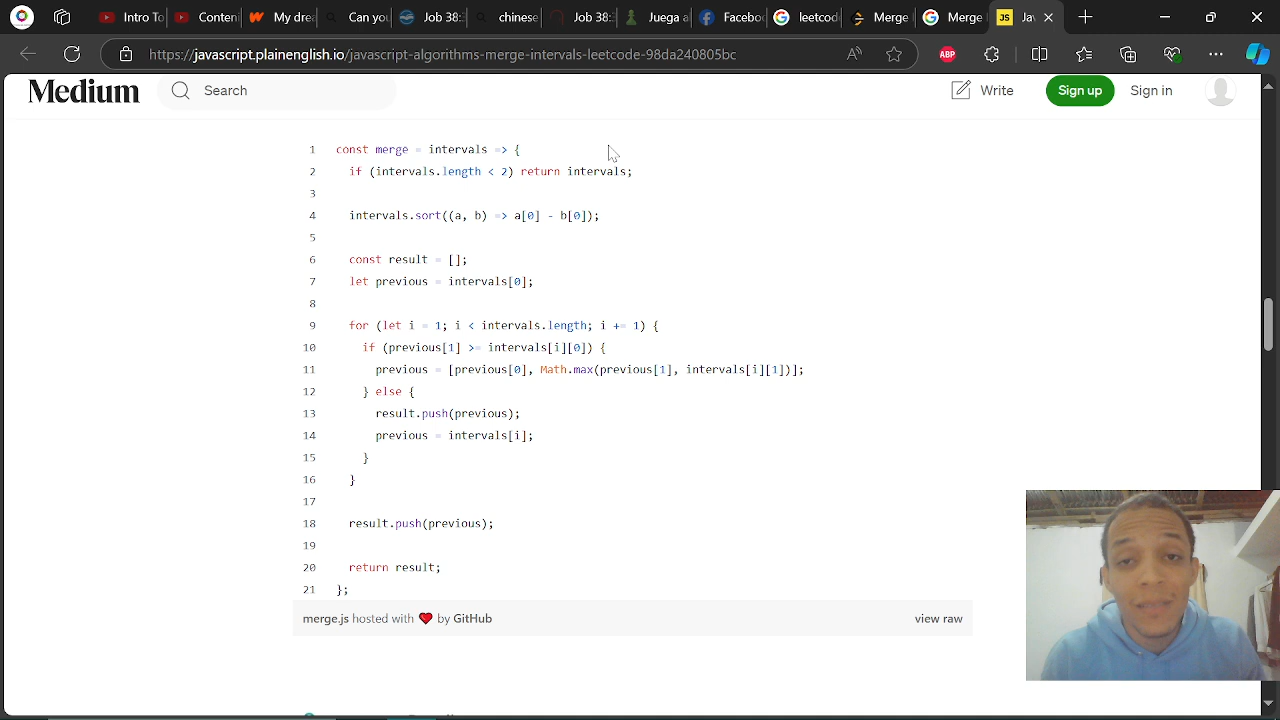 Intro To
Conten
My drea
Can you
Job 38:
chinese
Job 38:
Juega a
Faceboo
leetcod
Merge I
Merge I
JS
Jav
https://javascript.plainenglish.io/javascript-algorithms-merge-intervals-leetcode-98da240805bc
ABP
Medium
Search
Write
Sign up
Sign in
1 const merge = intervals => {
2 if (intervals.length < 2) return intervals;
3
4 intervals.sort((a, b) => a[0] - b[0]);
5
6 const result = [];
7 let previous = intervals[0];
8
9 for (let i = 1; i < intervals.length; i += 1) {
10 if (previous[1] >= intervals[i][0]) {
11 previous = [previous[0], Math.max(previous[1], intervals[i][1])];
12 } else {
13 result.push(previous);
14 previous = intervals[i];
15 }
16 }
17
18 result.push(previous);
19
20 return result;
21 };
merge.js hosted with ❤ by GitHub
view raw